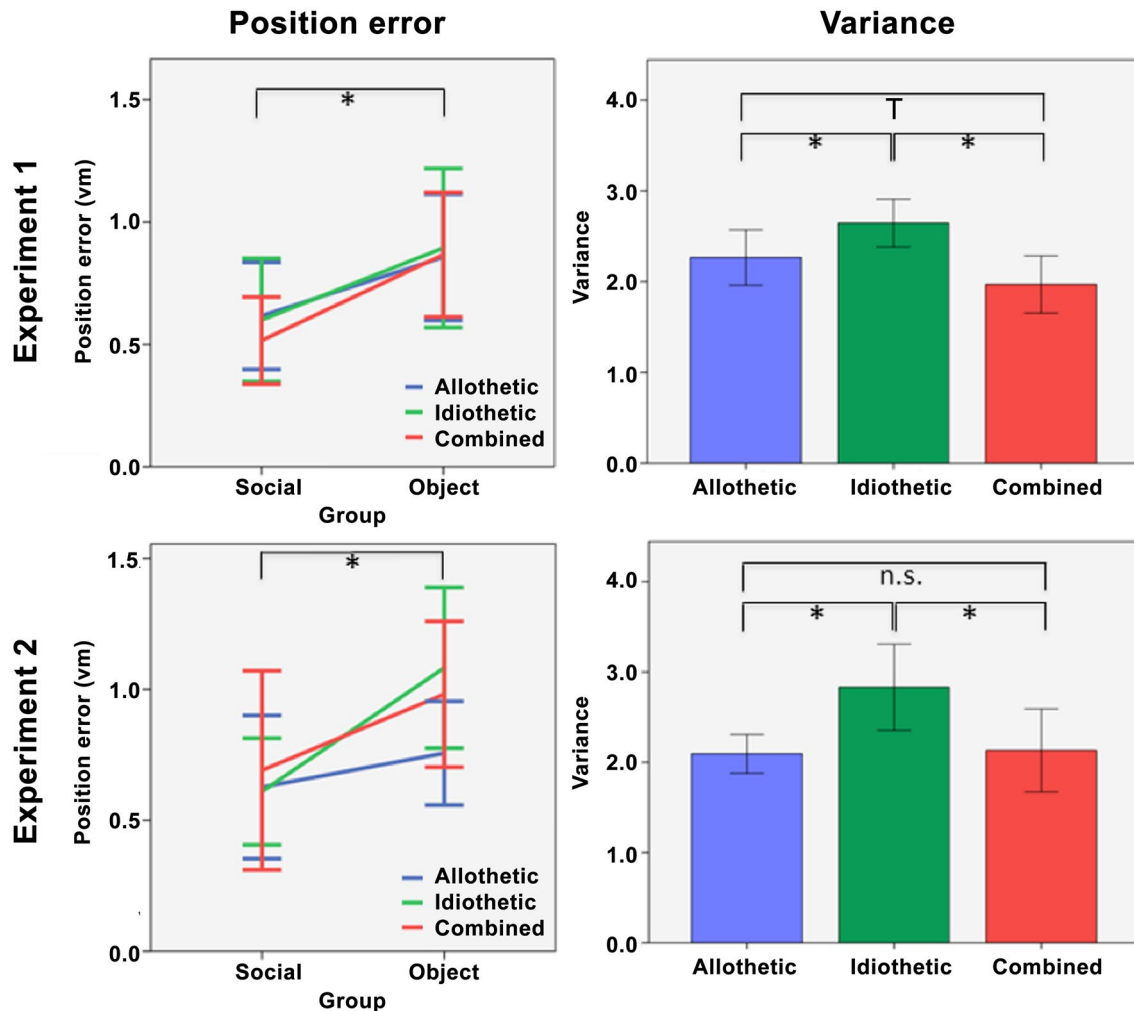 Position error
Variance
Experiment 1
Position error (vm)
1.5
1.0
0.5
0.0
*
Allothetic
Idiothetic
Combined
Social
Object
Group
Variance
4.0
3.0
2.0
1.0
0.0
T
*
*
Allothetic
Idiothetic
Combined
Experiment 2
Position error (vm)
1.5
1.0
0.5
0.0
*
Allothetic
Idiothetic
Combined
Social
Object
Group
Variance
4.0
3.0
2.0
1.0
0.0
n.s.
*
*
Allothetic
Idiothetic
Combined